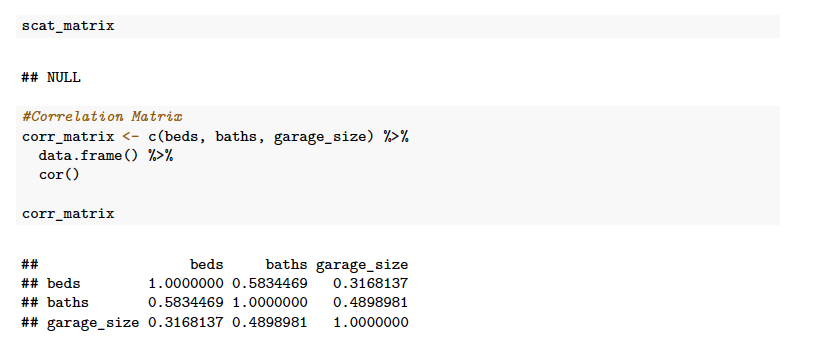 scat_matrix
## NULL
#Correlation Matrix
corr_matrix <- c(beds, baths, garage_size) %>%
  data.frame() %>%
  cor()
corr_matrix
##                  beds     baths garage_size
## beds        1.0000000 0.5834469   0.3168137
## baths       0.5834469 1.0000000   0.4898981
## garage_size 0.3168137 0.4898981   1.0000000